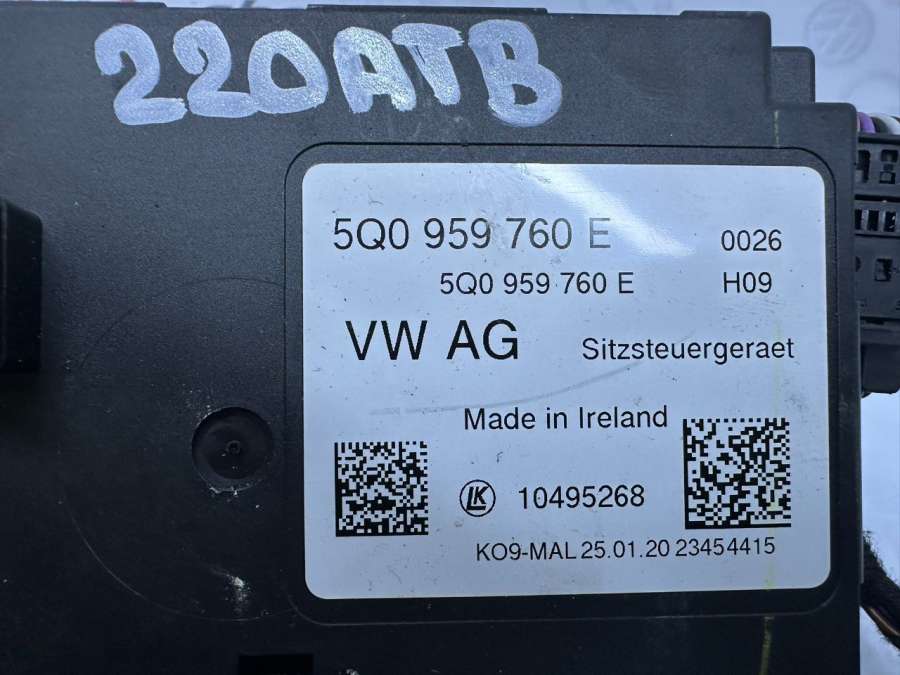 220ATB
5Q0 959 760 E 0026
5Q0 959 760 E H09
VW AG Sitzsteuergeraet
Made in Ireland
LK 10495268
KO9-MAL 25.01.20 23454415